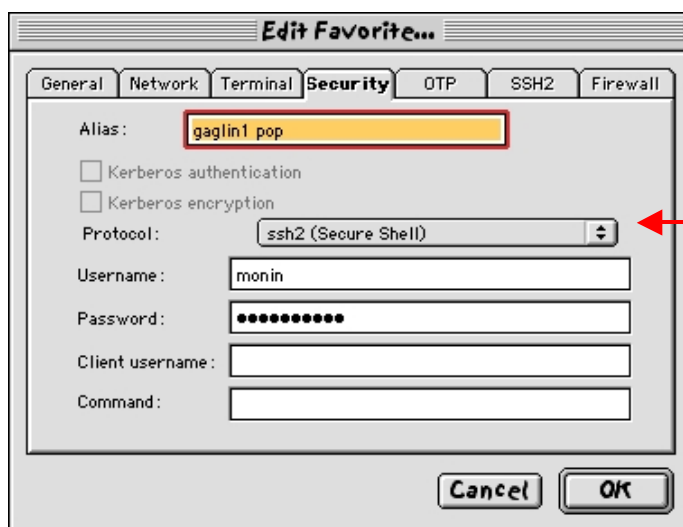 Edit Favorite...
General Network Terminal Security OTP SSH2 Firewall
Alias: gaglin1 pop
Kerberos authentication
Kerberos encryption
Protocol: ssh2 (Secure Shell)
Username: monin
Password: ●●●●●●●●●●
Client username:
Command:
Cancel OK